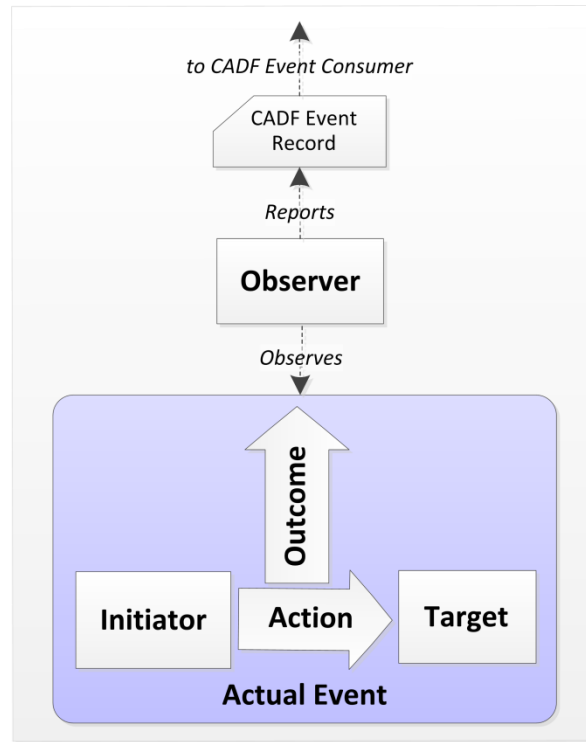 to CADF Event Consumer
CADF Event
Record
Reports
Observer
Observes
Outcome
Initiator
Action
Target
Actual Event